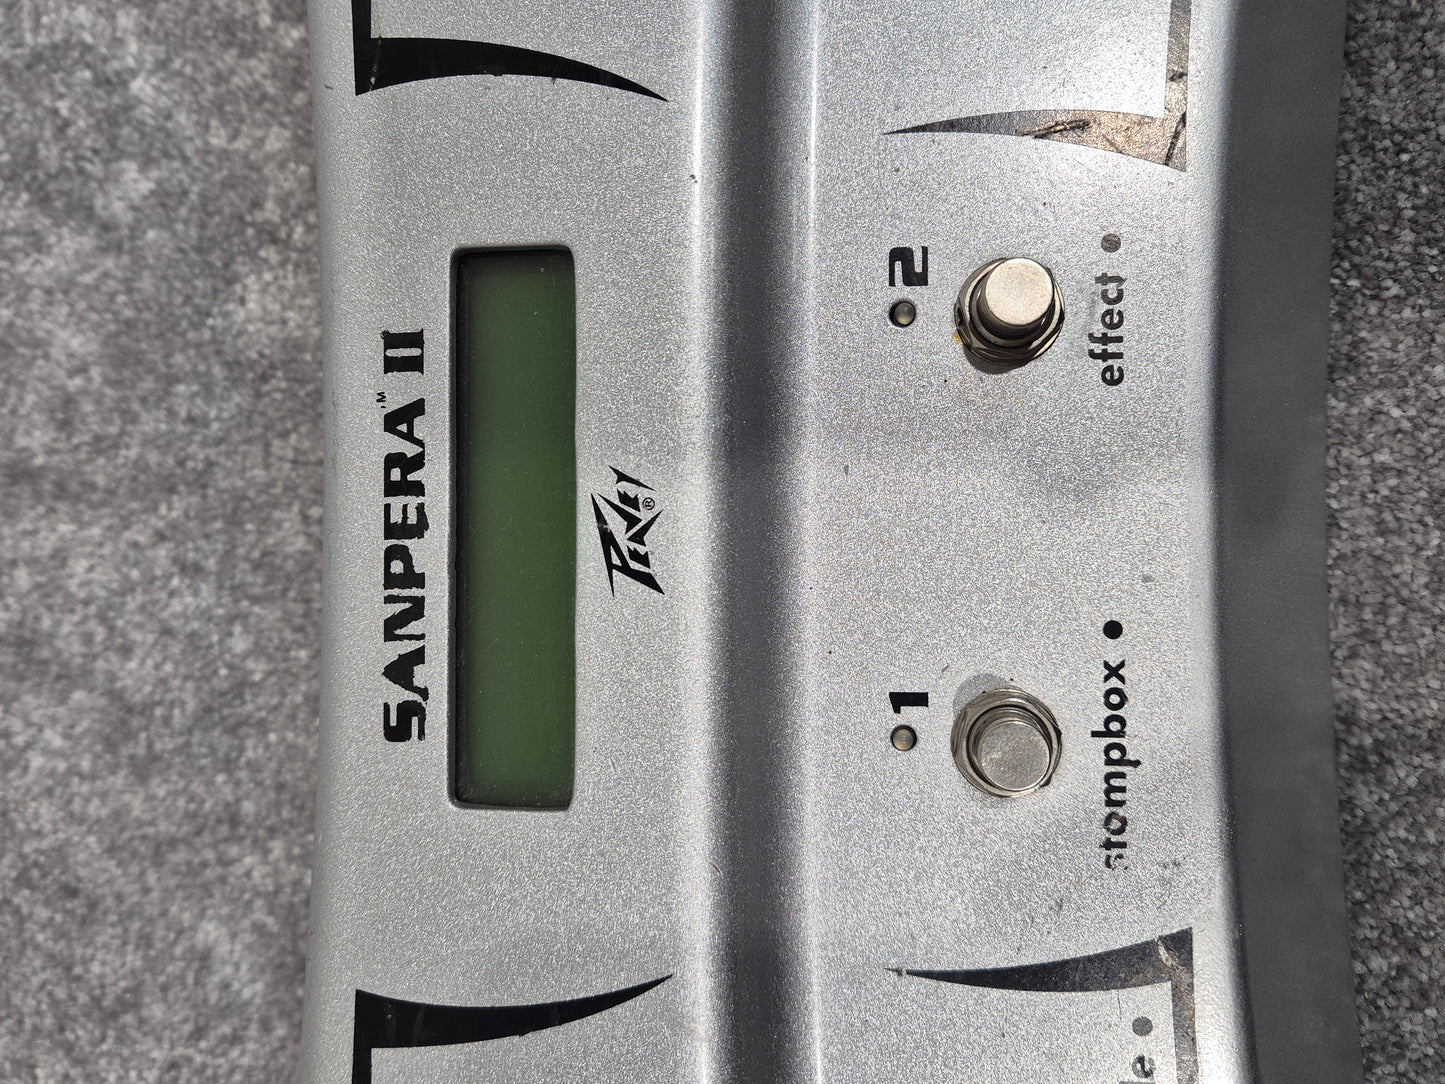 SANPERA™ II
PEAVEY®
1
2
stompbox
effect